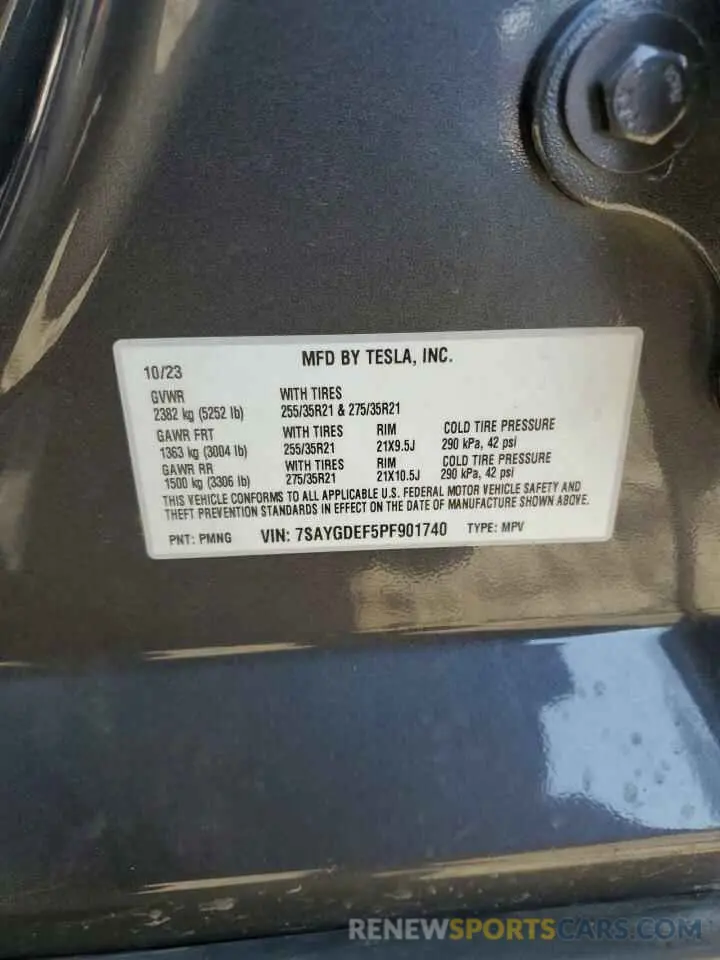 MFD BY TESLA, INC.
10/23
GVWR WITH TIRES
2382 kg (5252 lb) 255/35R21 & 275/35R21
GAWR FRT WITH TIRES RIM COLD TIRE PRESSURE
1363 kg (3004 lb) 255/35R21 21X9.5J 290 kPa, 42 psi
GAWR RR WITH TIRES RIM COLD TIRE PRESSURE
1500 kg (3306 lb) 275/35R21 21X10.5J 290 kPa, 42 psi
THIS VEHICLE CONFORMS TO ALL APPLICABLE U.S. FEDERAL MOTOR VEHICLE SAFETY AND
THEFT PREVENTION STANDARDS IN EFFECT ON THE DATE OF MANUFACTURE SHOWN ABOVE.
PNT: PMNG VIN: 7SAYGDEF5PF901740 TYPE: MPV
RENEWSPORTSCARS.COM